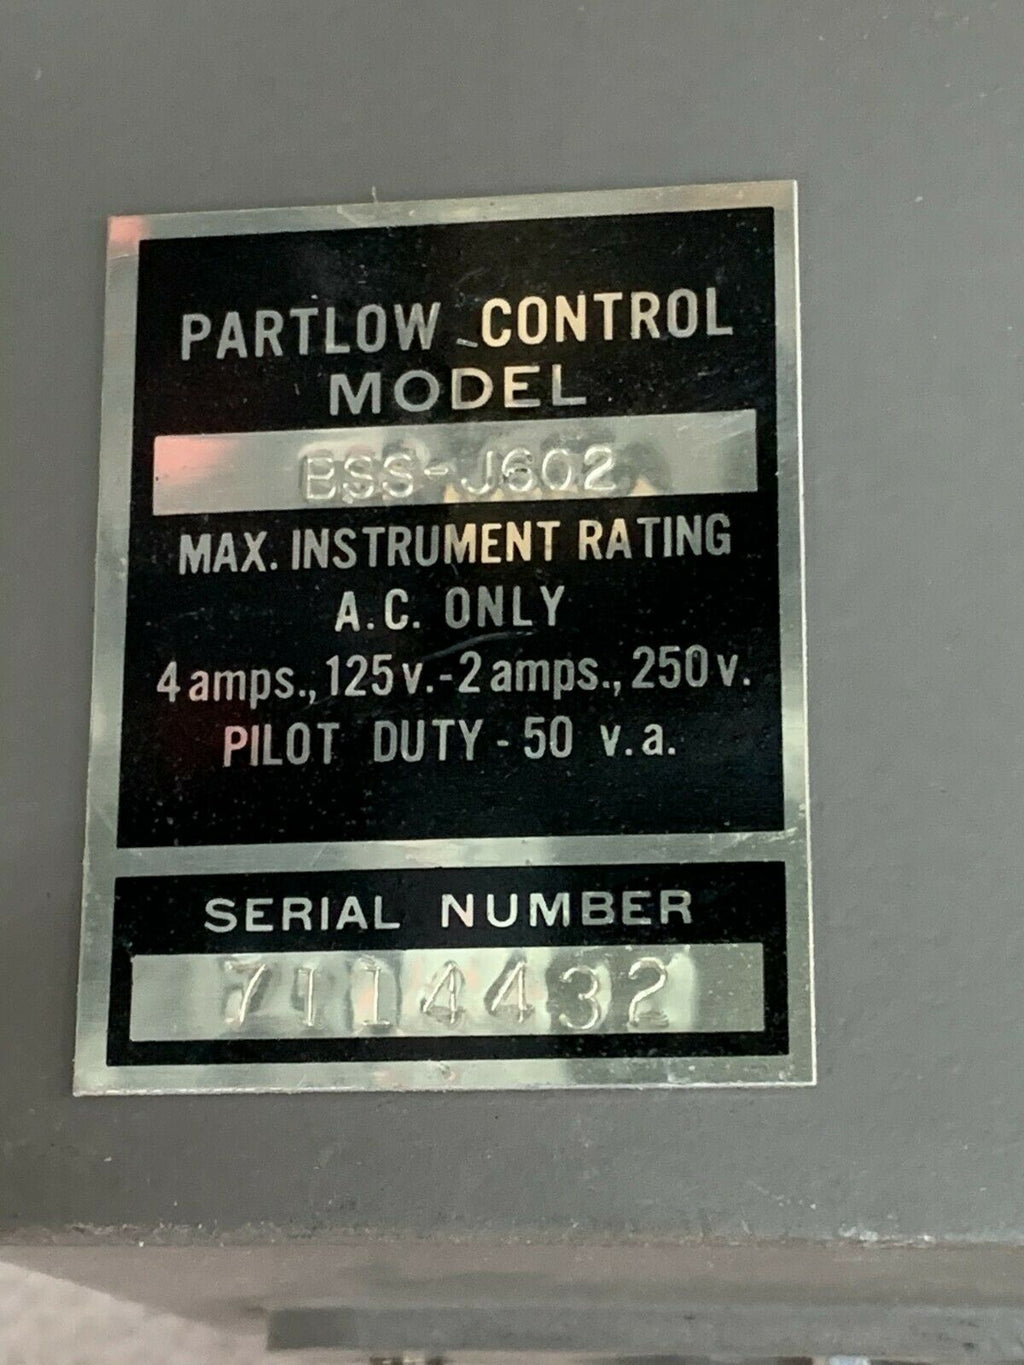 PARTLOW CONTROL
MODEL
BSS-J602
MAX. INSTRUMENT RATING
A.C. ONLY
4 amps., 125 v.-2 amps., 250 v.
PILOT DUTY - 50 v.a.
SERIAL NUMBER
7114432